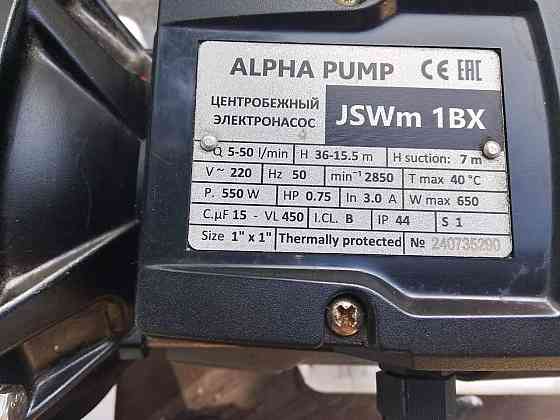 ALPHA PUMP CE EAC
ЦЕНТРОБЕЖНЫЙ ЭЛЕКТРОНАСОС JSWm 1BX
Q 5-50 l/min H 36-15.5 m H suction: 7 m
V~ 220 Hz 50 min⁻¹ 2850 T max 40 °C
P. 550 W HP 0.75 In 3.0 A W max 650
C.µF 15 - VL 450 I.CL. B IP 44 S 1
Size 1" x 1" Thermally protected № 240735290